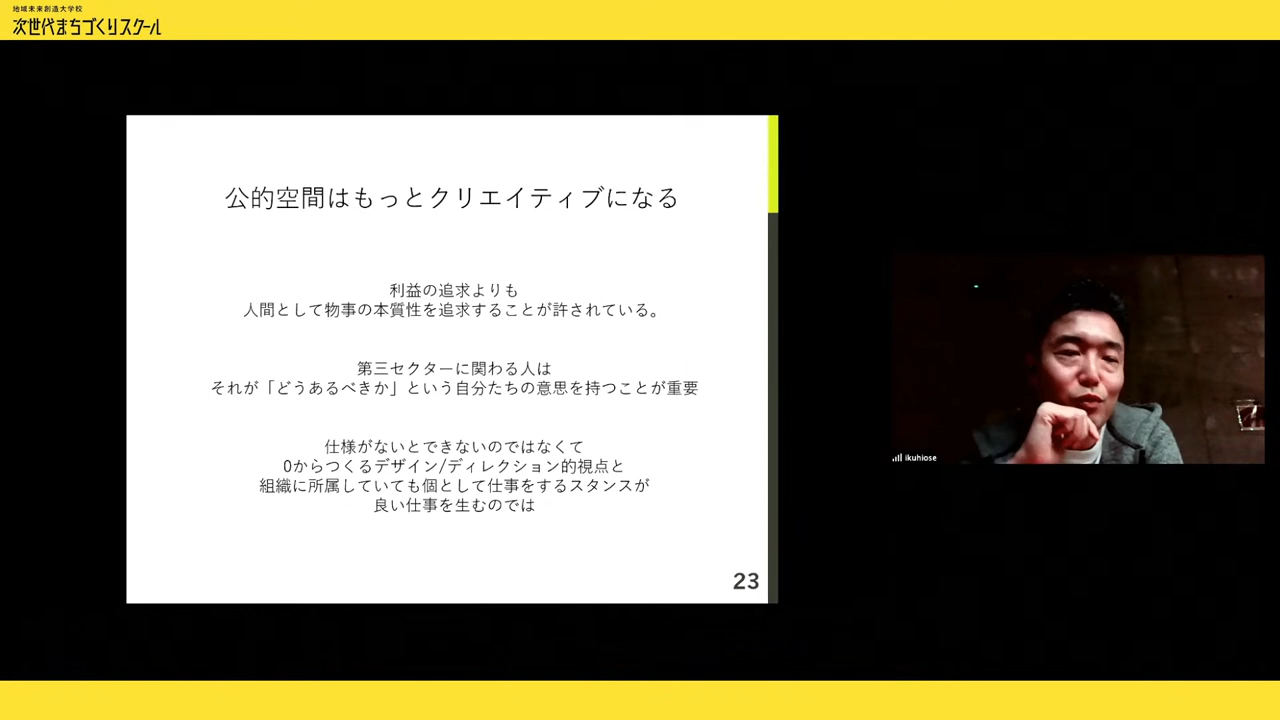 地域未来創造大学校
次世代まちづくりスクール
公的空間はもっとクリエイティブになる
利益の追求よりも
人間として物事の本質性を追求することが許されている。
第三セクターに関わる人は
それが「どうあるべきか」という自分たちの意思を持つことが重要
仕様がないとできないのではなくて
0からつくるデザイン/ディレクション的視点と
組織に所属していても個として仕事をするスタンスが
良い仕事を生むのでは
23
ikuhiose